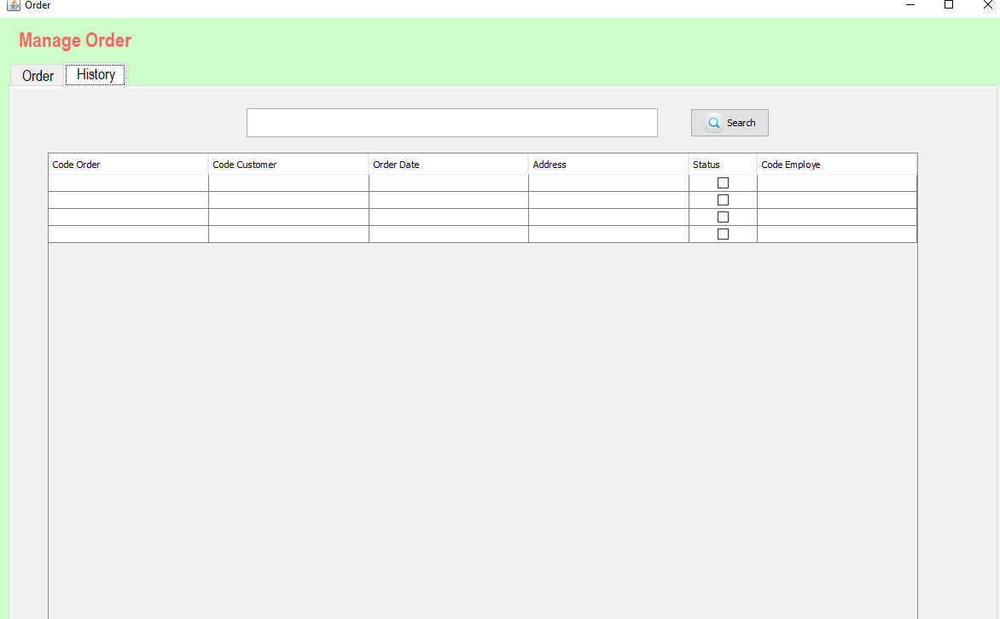 Order
Manage Order
Order History
Search
Code Order Code Customer Order Date Address Status Code Employe